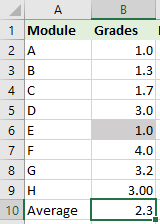 A B
1 Module Grades
2 A 1.0
3 B 1.3
4 C 1.7
5 D 3.0
6 E 1.0
7 F 4.0
8 G 3.2
9 H 3.00
10 Average 2.3